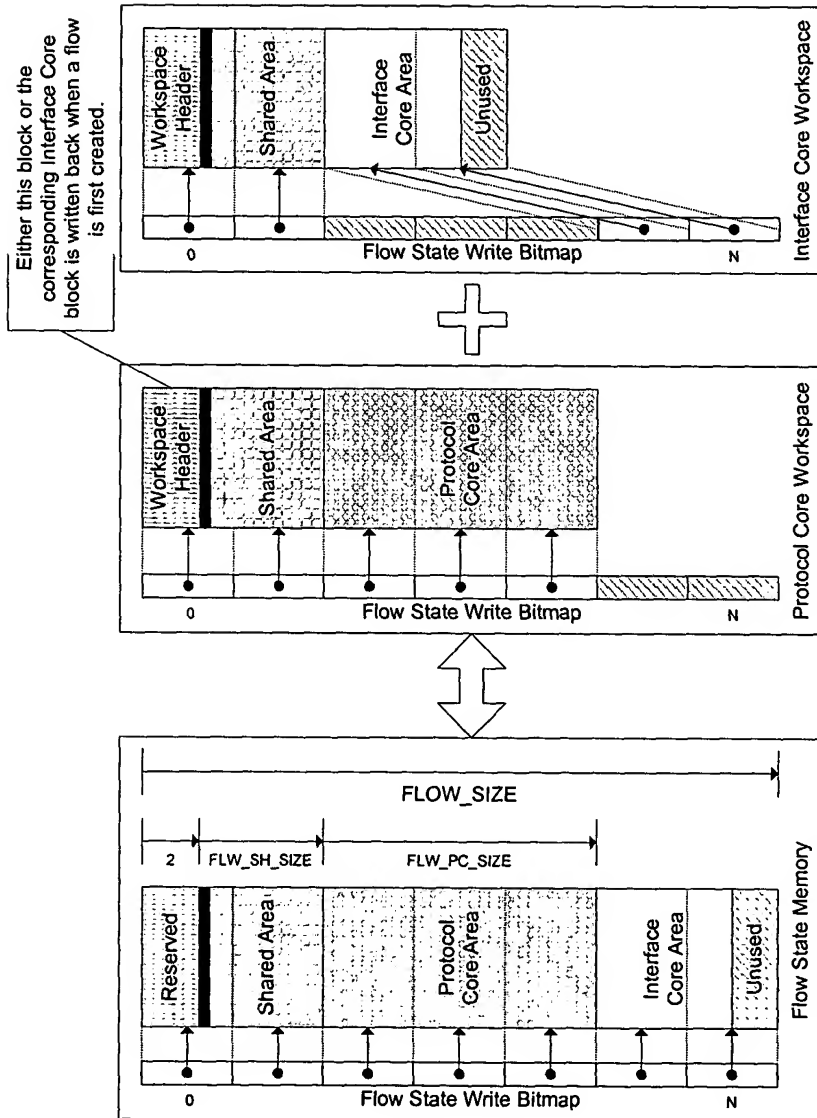 Either this block or the
corresponding Interface Core
block is written back when a flow
is first created.
Workspace
Header
Shared Area
Interface
Core Area
Unused
0
Flow State Write Bitmap
N
Interface Core Workspace
Workspace
Header
Shared Area
Protocol
Core Area
0
Flow State Write Bitmap
N
Protocol Core Workspace
FLOW_SIZE
2
FLW_SH_SIZE
FLW_PC_SIZE
Reserved
Shared Area
Protocol
Core Area
Interface
Core Area
Unused
0
Flow State Write Bitmap
N
Flow State Memory